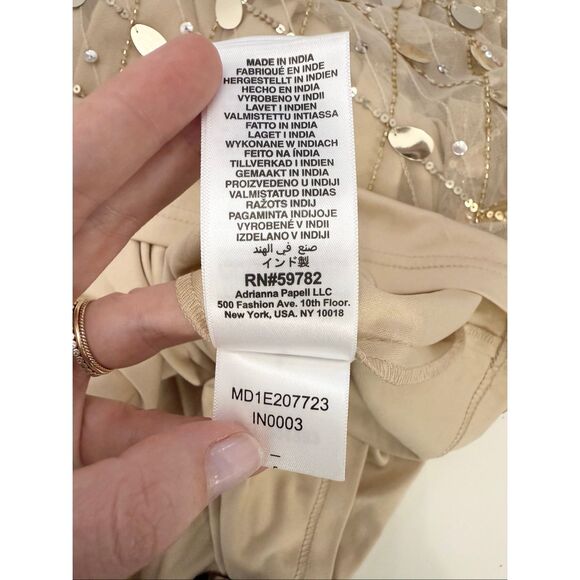 MADE IN INDIA
FABRIQUÉ EN INDE
HERGESTELLT IN INDIEN
HECHO EN INDIA
VYROBENO V INDII
LAVET I INDIEN
VALMISTETTU INTIASSA
FATTO IN INDIA
LAGET I INDIA
WYKONANE W INDIACH
FEITO NA ÍNDIA
TILLVERKAD I INDIEN
GEMAAKT IN INDIA
PROIZVEDENO U INDIJI
VALMISTATUD INDIAS
RAŽOTS INDIJ
PAGAMINTA INDIJOJE
VYROBENÉ V INDII
IZDELANO V INDIJI
صنع في الهند
インド製
RN#59782
Adrianna Papell LLC
500 Fashion Ave. 10th Floor.
New York, USA. NY 10018
MD1E207723
IN0003